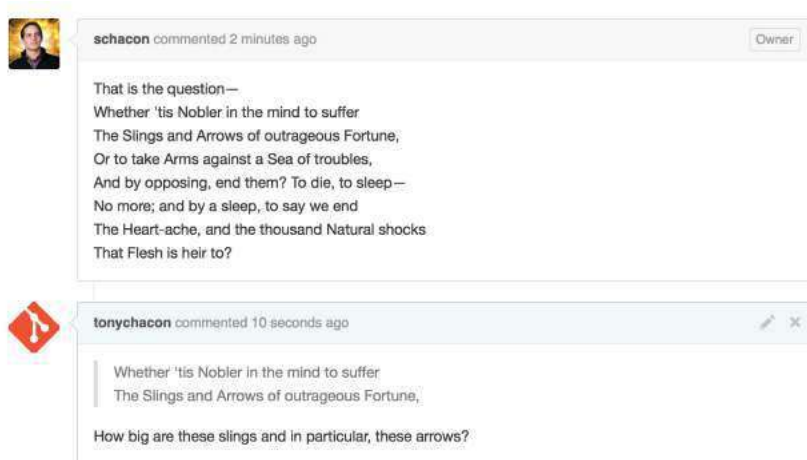 schacon commented 2 minutes ago
Owner
That is the question—
Whether 'tis Nobler in the mind to suffer
The Slings and Arrows of outrageous Fortune,
Or to take Arms against a Sea of troubles,
And by opposing, end them? To die, to sleep—
No more; and by a sleep, to say we end
The Heart-ache, and the thousand Natural shocks
That Flesh is heir to?
tonychacon commented 10 seconds ago
Whether 'tis Nobler in the mind to suffer
The Slings and Arrows of outrageous Fortune,
How big are these slings and in particular, these arrows?